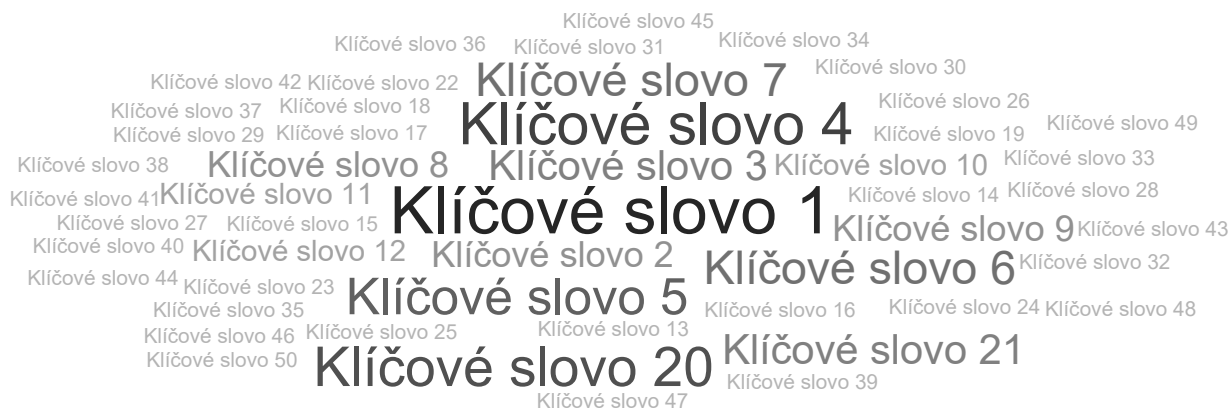 Klíčové slovo 45
Klíčové slovo 36 Klíčové slovo 31 Klíčové slovo 34
Klíčové slovo 42 Klíčové slovo 22 Klíčové slovo 7 Klíčové slovo 30
Klíčové slovo 37 Klíčové slovo 18 Klíčové slovo 26
Klíčové slovo 29 Klíčové slovo 17 Klíčové slovo 4 Klíčové slovo 19 Klíčové slovo 49
Klíčové slovo 38 Klíčové slovo 8 Klíčové slovo 3 Klíčové slovo 10 Klíčové slovo 33
Klíčové slovo 41 Klíčové slovo 11 Klíčové slovo 14 Klíčové slovo 28
Klíčové slovo 27 Klíčové slovo 15 Klíčové slovo 1 Klíčové slovo 9 Klíčové slovo 43
Klíčové slovo 40 Klíčové slovo 12 Klíčové slovo 2 Klíčové slovo 6 Klíčové slovo 32
Klíčové slovo 44 Klíčové slovo 23 Klíčové slovo 5
Klíčové slovo 35 Klíčové slovo 16 Klíčové slovo 24 Klíčové slovo 48
Klíčové slovo 46 Klíčové slovo 25 Klíčové slovo 13
Klíčové slovo 50 Klíčové slovo 20 Klíčové slovo 21
Klíčové slovo 39
Klíčové slovo 47